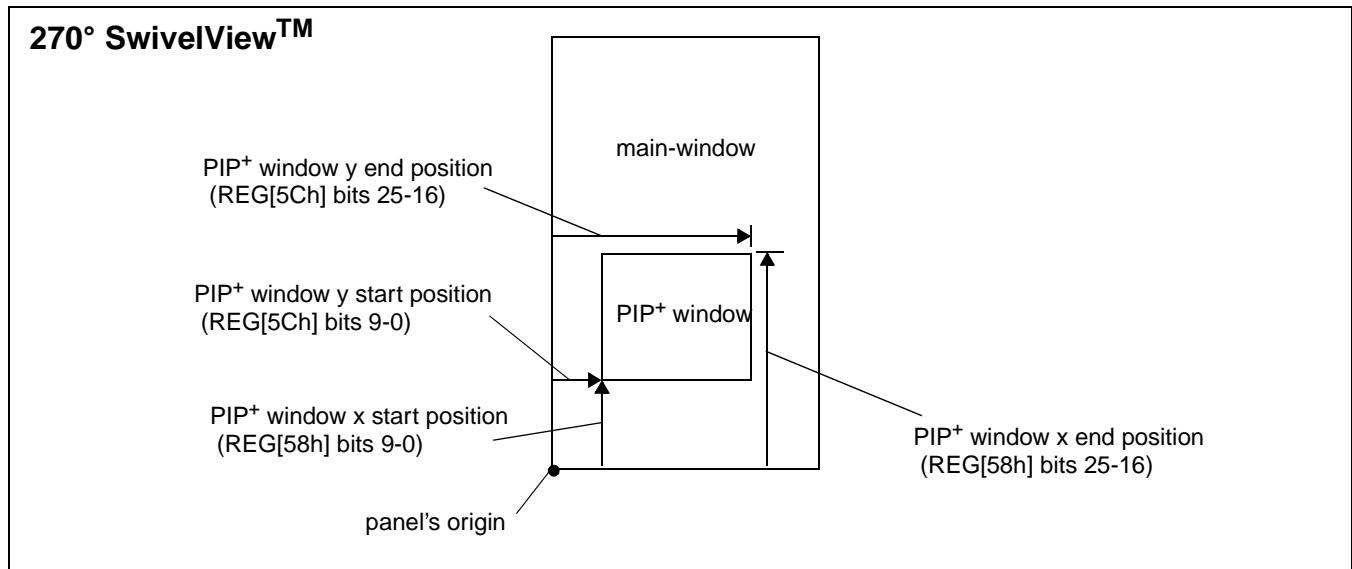 270° SwivelView™
main-window
PIP⁺ window y end position
(REG[5Ch] bits 25-16)
PIP⁺ window y start position
(REG[5Ch] bits 9-0)
PIP⁺ window
PIP⁺ window x start position
(REG[58h] bits 9-0)
PIP⁺ window x end position
(REG[58h] bits 25-16)
panel's origin